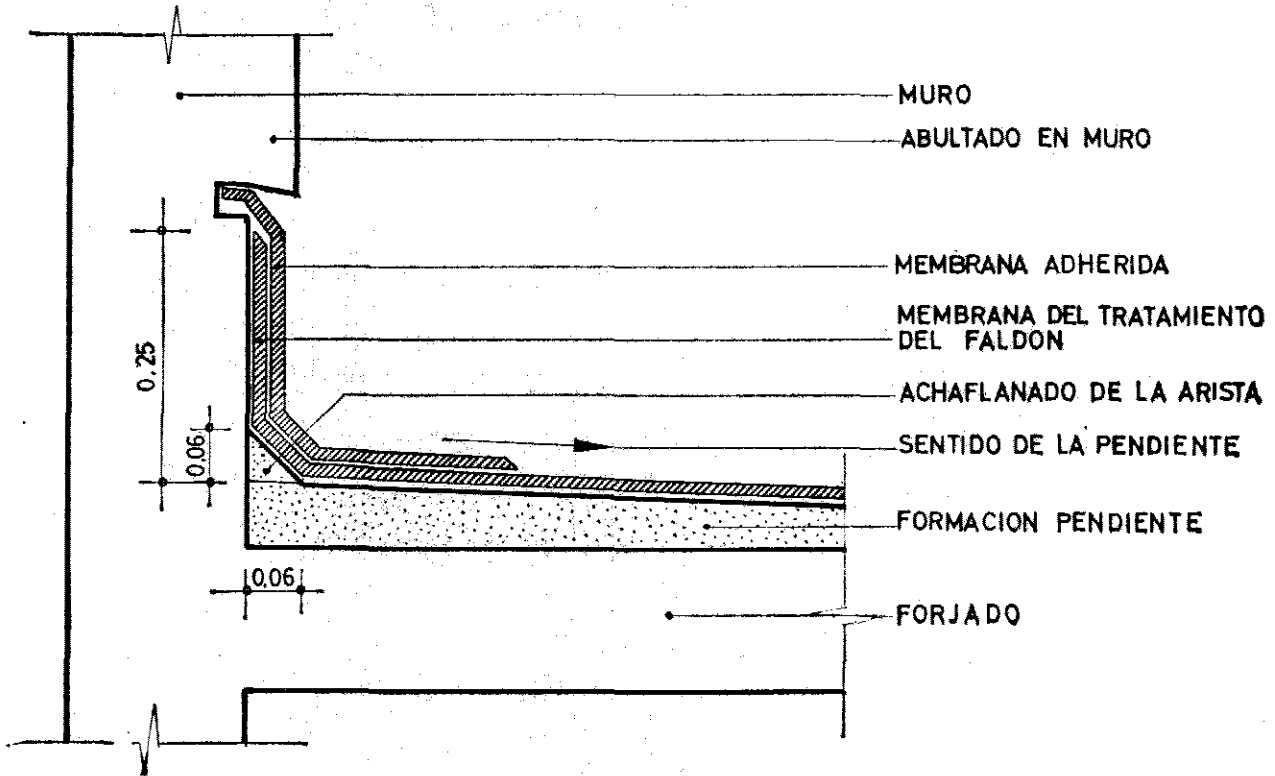 MURO
ABULTADO EN MURO
MEMBRANA ADHERIDA
MEMBRANA DEL TRATAMIENTO
DEL FALDON
ACHAFLANADO DE LA ARISTA
SENTIDO DE LA PENDIENTE
FORMACION PENDIENTE
FORJADO
0,25
0,06
0,06